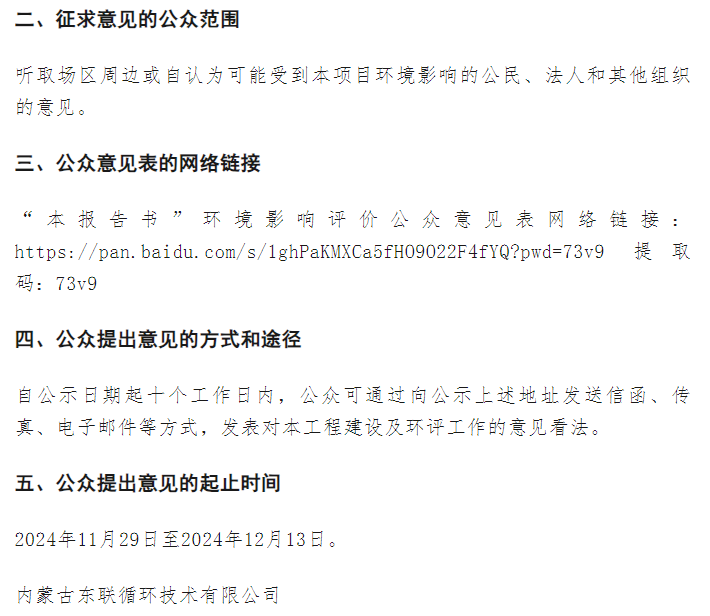 二、征求意见的公众范围
听取场区周边或自认为可能受到本项目环境影响的公民、法人和其他组织
的意见。
三、公众意见表的网络链接
“本报告书”环境影响评价公众意见表网络链接：
https://pan.baidu.com/s/1ghPaKMXCa5fHO9O22F4fYQ?pwd=73v9 提取
码：73v9
四、公众提出意见的方式和途径
自公示日期起十个工作日内，公众可通过向公示上述地址发送信函、传
真、电子邮件等方式，发表对本工程建设及环评工作的意见看法。
五、公众提出意见的起止时间
2024年11月29日至2024年12月13日。
内蒙古东联循环技术有限公司